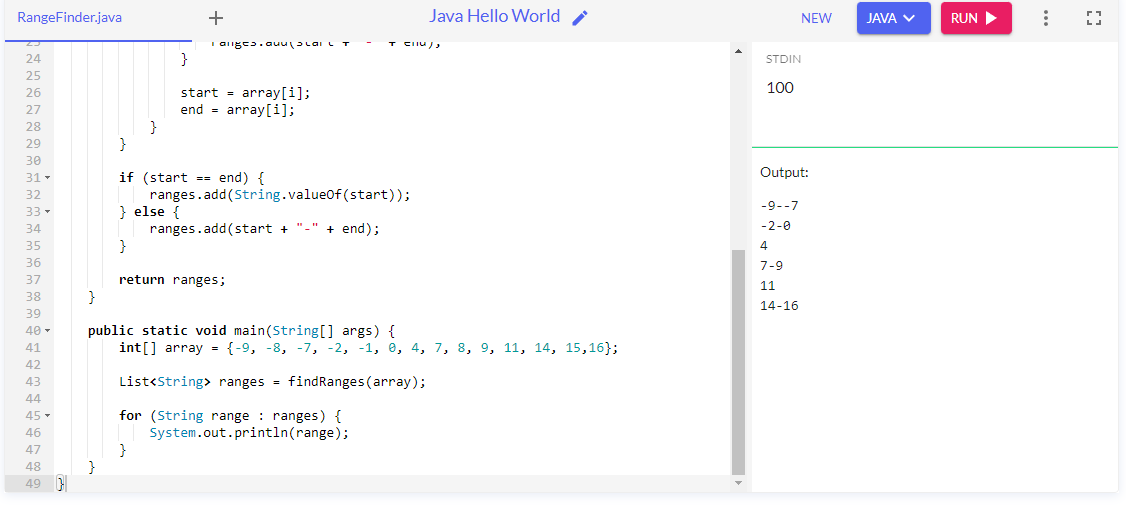 RangeFinder.java
+
Java Hello World
NEW
JAVA
RUN
23 ranges.add(start + "-" + end);
24 }
25
26 start = array[i];
27 end = array[i];
28 }
29 }
30
31 if (start == end) {
32 ranges.add(String.valueOf(start));
33 } else {
34 ranges.add(start + "-" + end);
35 }
36
37 return ranges;
38 }
39
40 public static void main(String[] args) {
41 int[] array = {-9, -8, -7, -2, -1, 0, 4, 7, 8, 9, 11, 14, 15,16};
42
43 List<String> ranges = findRanges(array);
44
45 for (String range : ranges) {
46 System.out.println(range);
47 }
48 }
49 }
STDIN
100
Output:
-9--7
-2-0
4
7-9
11
14-16